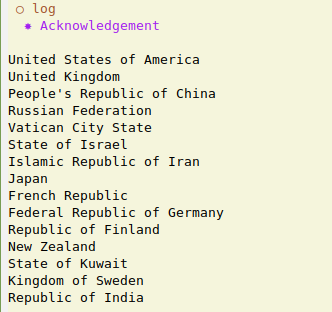 log
Acknowledgement
United States of America
United Kingdom
People's Republic of China
Russian Federation
Vatican City State
State of Israel
Islamic Republic of Iran
Japan
French Republic
Federal Republic of Germany
Republic of Finland
New Zealand
State of Kuwait
Kingdom of Sweden
Republic of India